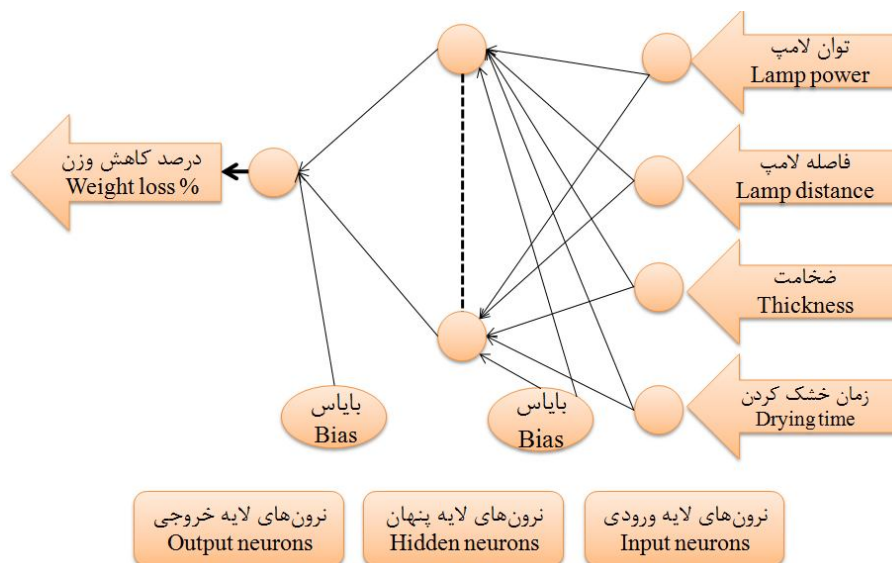 توان لامپ
Lamp power
فاصله لامپ
Lamp distance
ضخامت
Thickness
زمان خشک کردن
Drying time
درصد کاهش وزن
Weight loss %
بایاس
Bias
بایاس
Bias
نرون‌های لایه ورودی
Input neurons
نرون‌های لایه پنهان
Hidden neurons
نرون‌های لایه خروجی
Output neurons